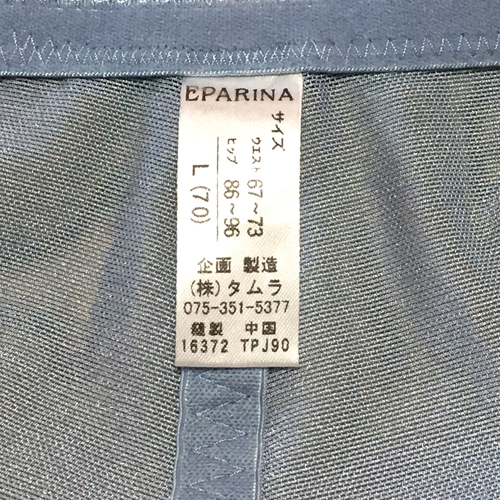 EPARINA
サイズ
ウエスト 67～73
ヒップ 86～96
L (70)
企画 製造
(株)タムラ
075-351-5377
縫製 中国
16372 TPJ90